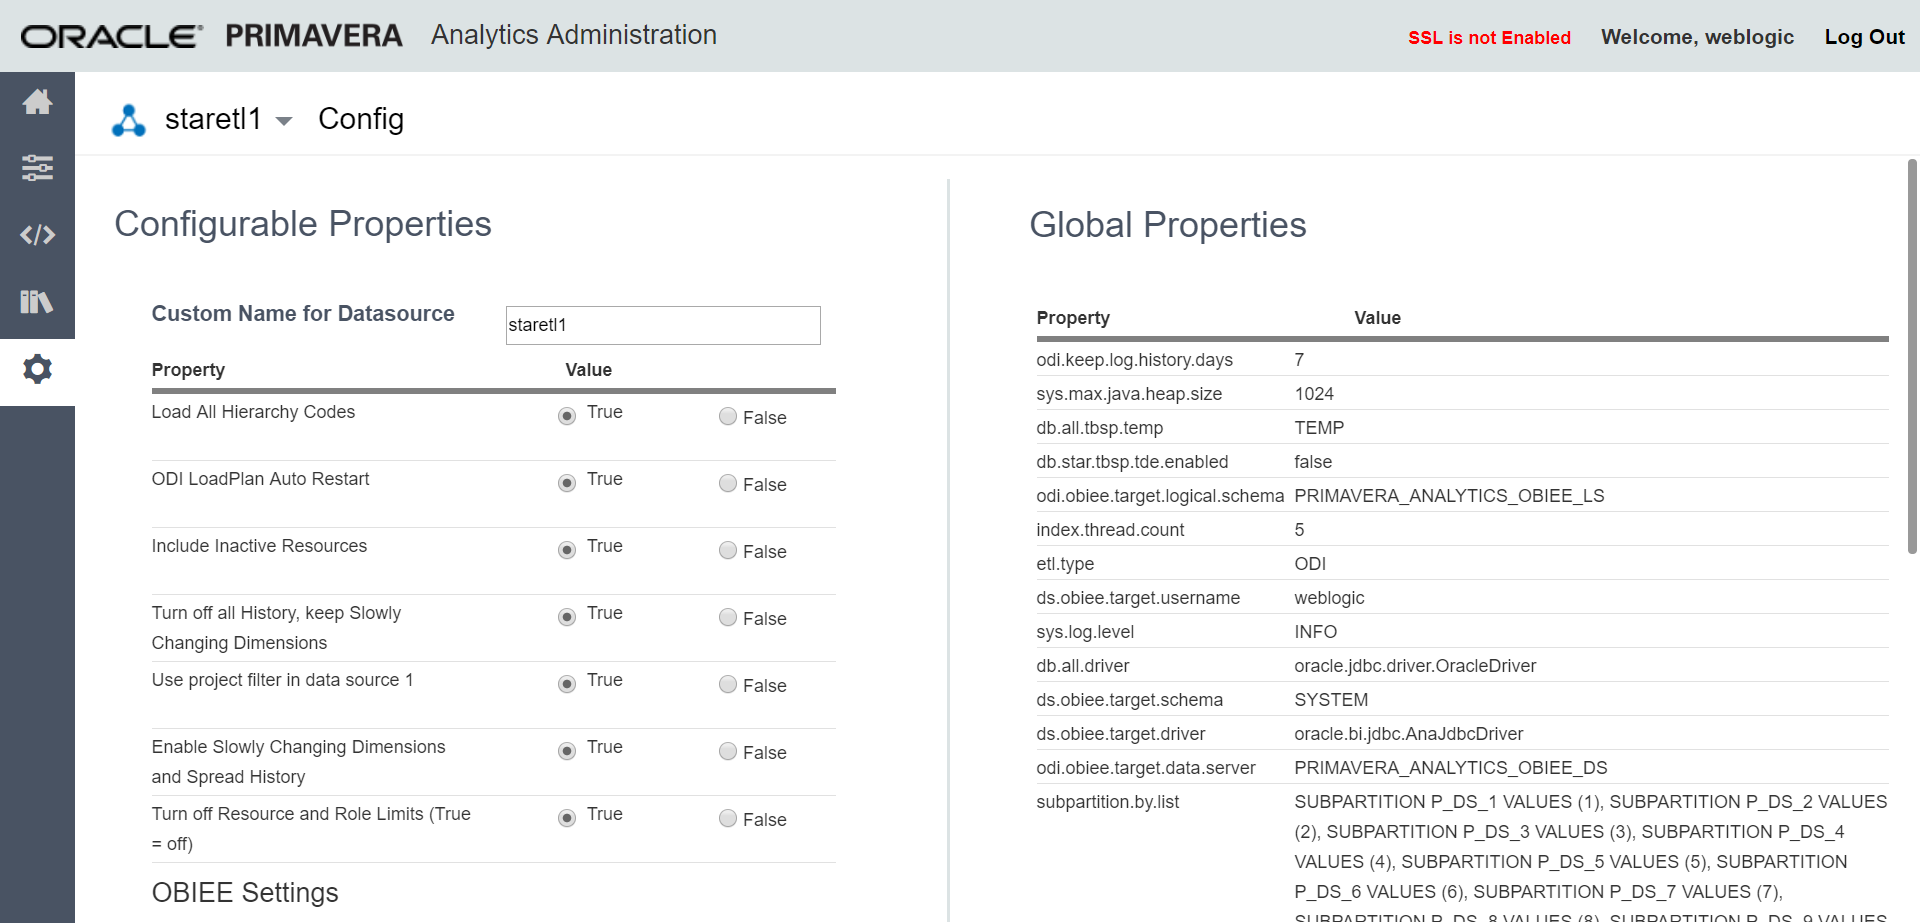 ORACLE® PRIMAVERA Analytics Administration
SSL is not Enabled Welcome, weblogic Log Out
staretl1 Config
Configurable Properties
Custom Name for Datasource staretl1
Property Value
Load All Hierarchy Codes True False
ODI LoadPlan Auto Restart True False
Include Inactive Resources True False
Turn off all History, keep Slowly True False
Changing Dimensions
Use project filter in data source 1 True False
Enable Slowly Changing Dimensions True False
and Spread History
Turn off Resource and Role Limits (True True False
= off)
OBIEE Settings
Global Properties
Property Value
odi.keep.log.history.days 7
sys.max.java.heap.size 1024
db.all.tbsp.temp TEMP
db.star.tbsp.tde.enabled false
odi.obiee.target.logical.schema PRIMAVERA_ANALYTICS_OBIEE_LS
index.thread.count 5
etl.type ODI
ds.obiee.target.username weblogic
sys.log.level INFO
db.all.driver oracle.jdbc.driver.OracleDriver
ds.obiee.target.schema SYSTEM
ds.obiee.target.driver oracle.bi.jdbc.AnaJdbcDriver
odi.obiee.target.data.server PRIMAVERA_ANALYTICS_OBIEE_DS
subpartition.by.list SUBPARTITION P_DS_1 VALUES (1), SUBPARTITION P_DS_2 VALUES
(2), SUBPARTITION P_DS_3 VALUES (3), SUBPARTITION P_DS_4
VALUES (4), SUBPARTITION P_DS_5 VALUES (5), SUBPARTITION
P_DS_6 VALUES (6), SUBPARTITION P_DS_7 VALUES (7),
SUBPARTITION P_DS_8 VALUES (8), SUBPARTITION P_DS_9 VALUES